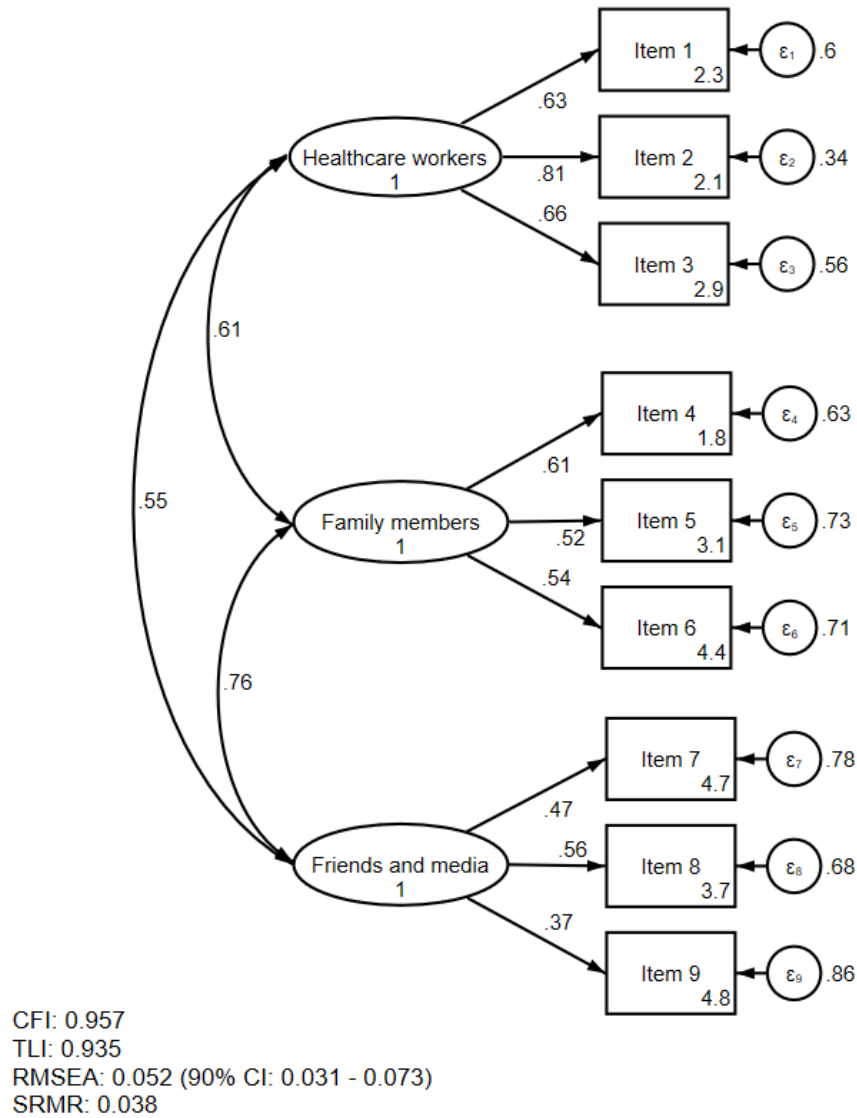 Item 1
2.3
ε₁
.6
.63
Healthcare workers
1
.81
Item 2
2.1
ε₂
.34
.66
Item 3
2.9
ε₃
.56
.61
Item 4
1.8
ε₄
.63
.61
.55
Family members
1
.52
Item 5
3.1
ε₅
.73
.54
Item 6
4.4
ε₆
.71
.76
Item 7
4.7
ε₇
.78
.47
Friends and media
1
.56
Item 8
3.7
ε₈
.68
.37
Item 9
4.8
ε₉
.86
CFI: 0.957
TLI: 0.935
RMSEA: 0.052 (90% CI: 0.031 - 0.073)
SRMR: 0.038